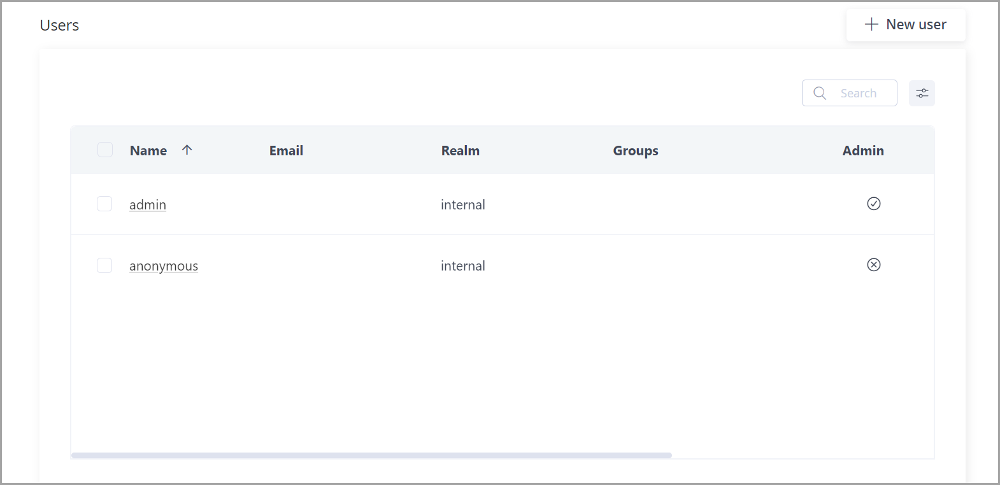 Users
New user
Search
Name Email Realm Groups Admin
admin internal
anonymous internal